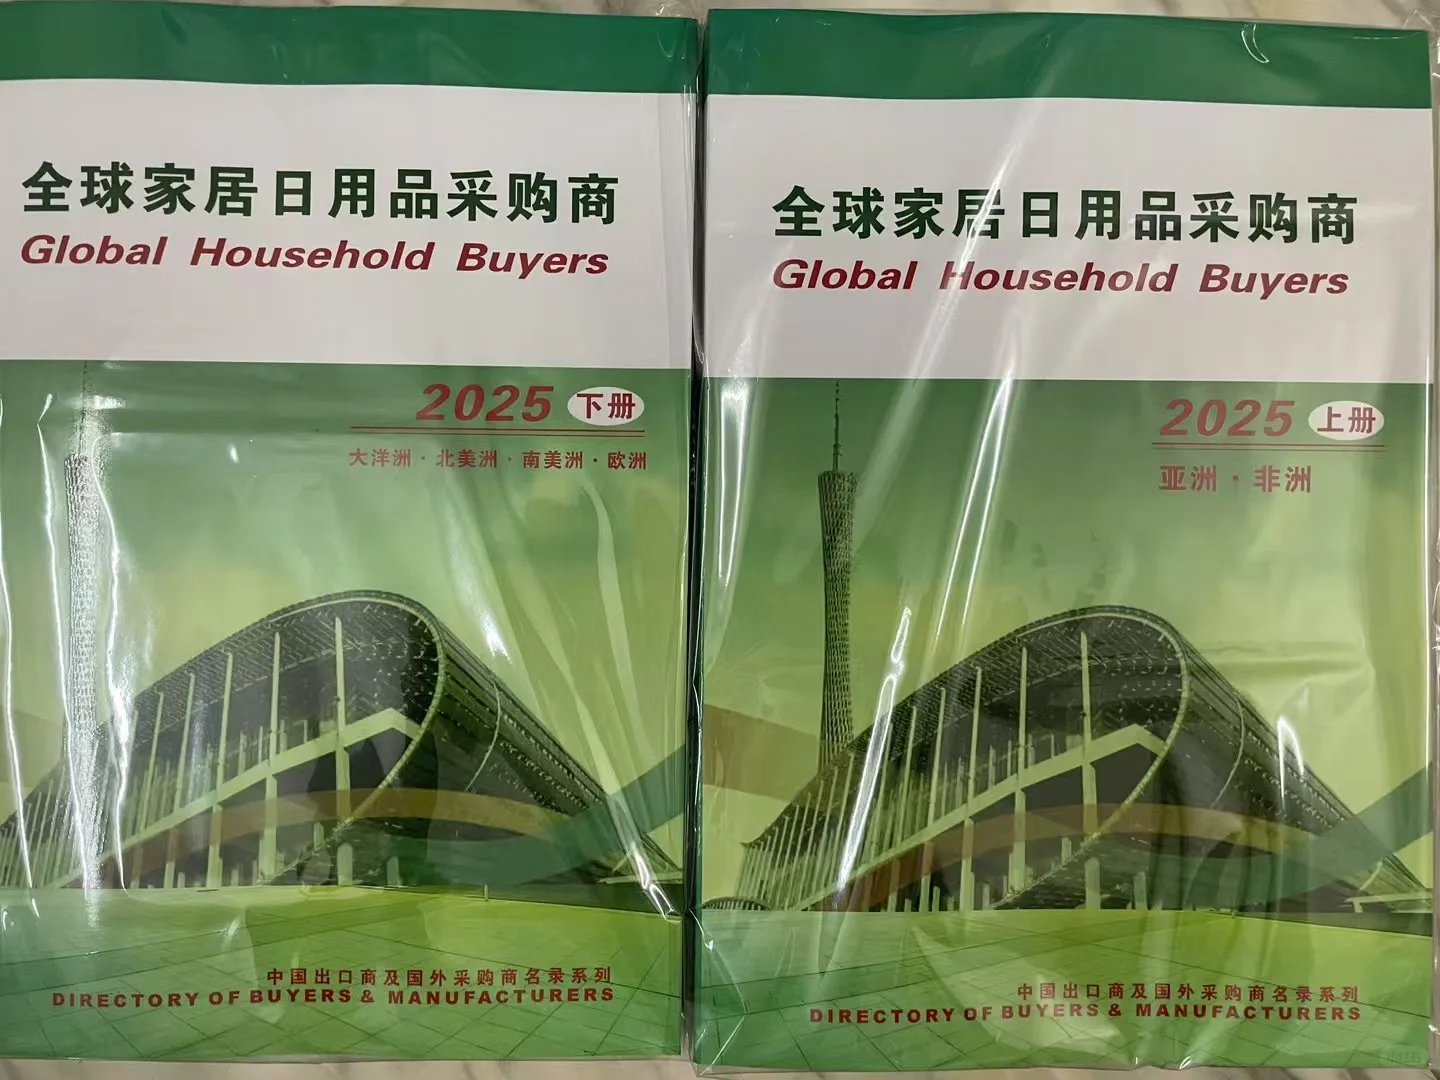 全球家居日用品采购商
Global Household Buyers
2025 下册
大洋洲·北美洲·南美洲·欧洲
中国出口商及国外采购商名录系列
DIRECTORY OF BUYERS & MANUFACTURERS
全球家居日用品采购商
Global Household Buyers
2025 上册
亚洲·非洲
中国出口商及国外采购商名录系列
DIRECTORY OF BUYERS & MANUFACTURERS